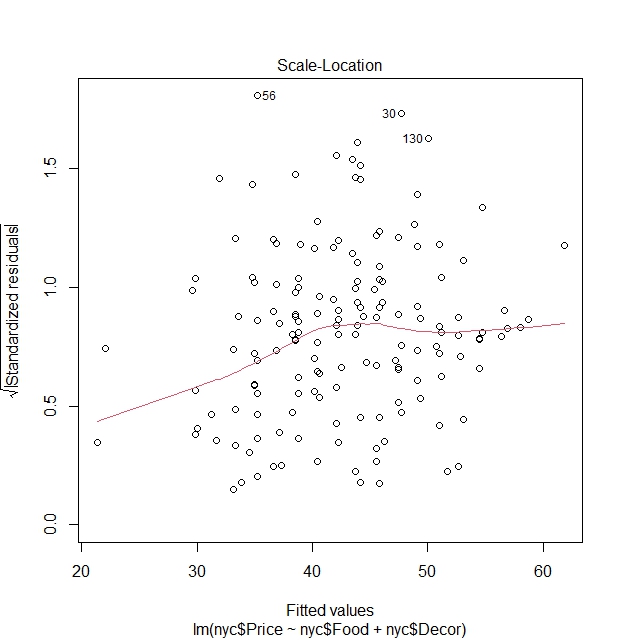 Scale-Location
56
30
130
√|Standardized residuals|
1.5
1.0
0.5
0.0
20 30 40 50 60
Fitted values
lm(nyc$Price ~ nyc$Food + nyc$Decor)